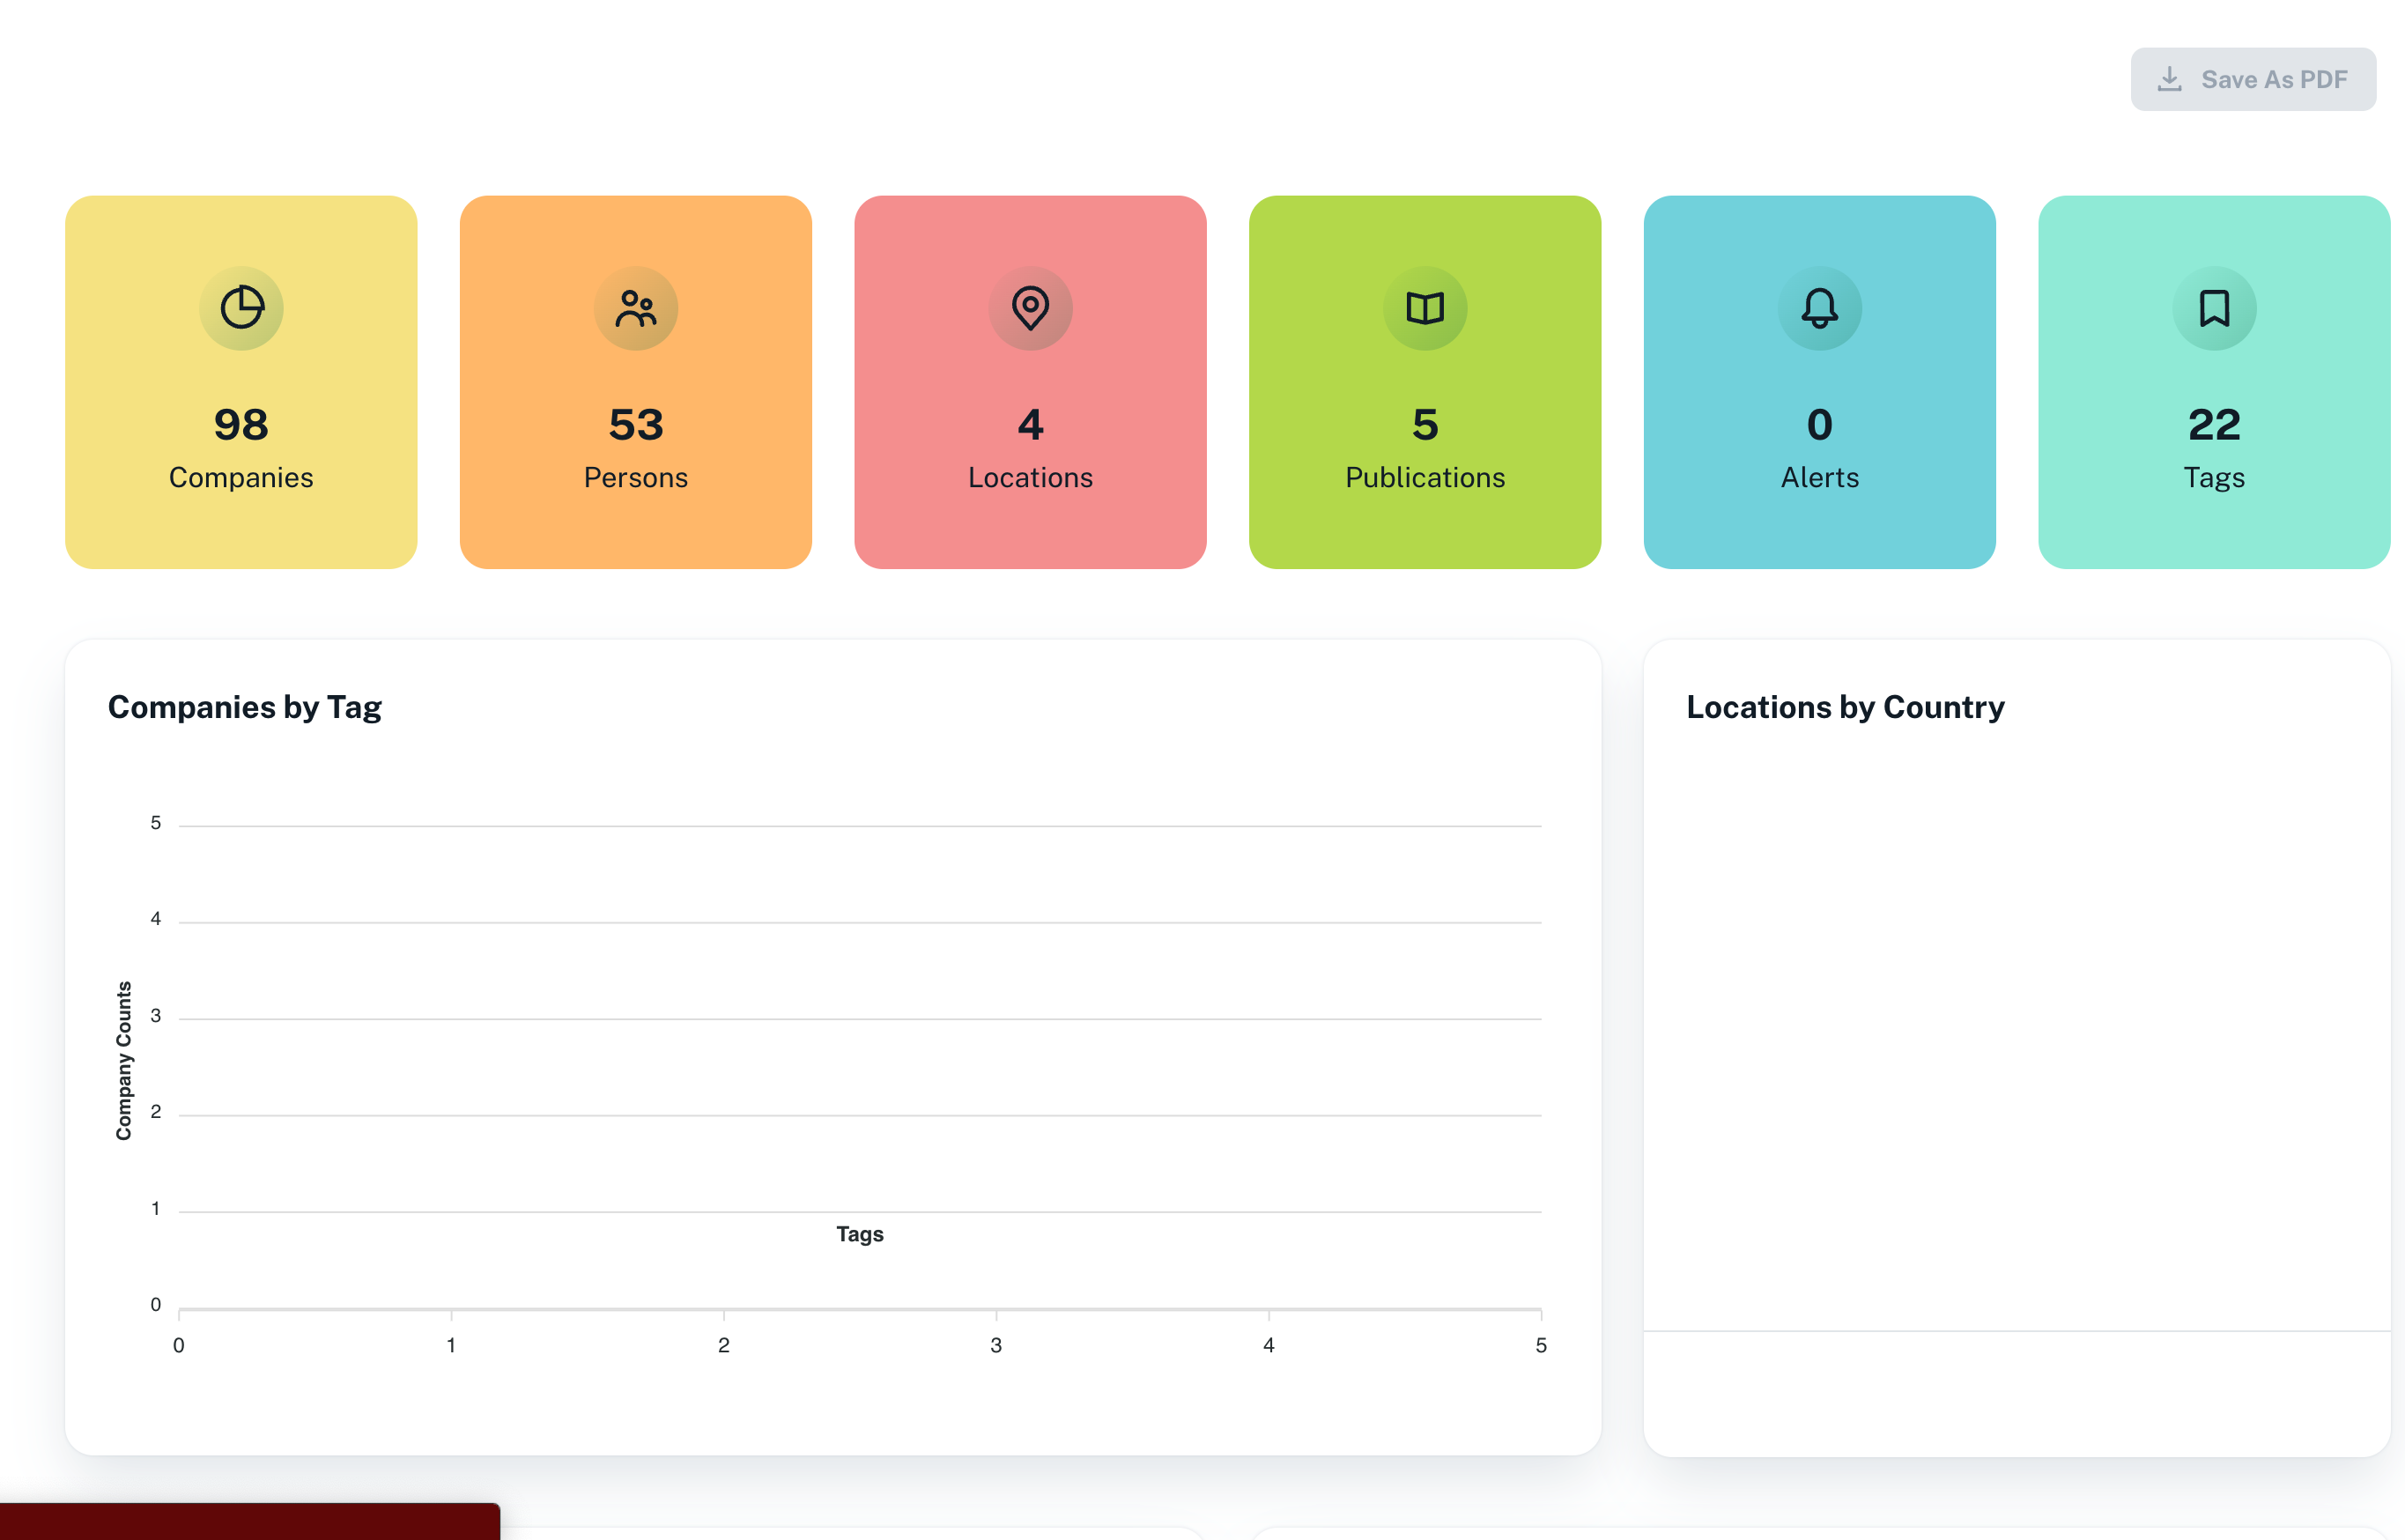 Save As PDF
98
Companies
53
Persons
4
Locations
5
Publications
0
Alerts
22
Tags
Companies by Tag
Company Counts
5
4
3
2
1
0
Tags
0 1 2 3 4 5
Locations by Country